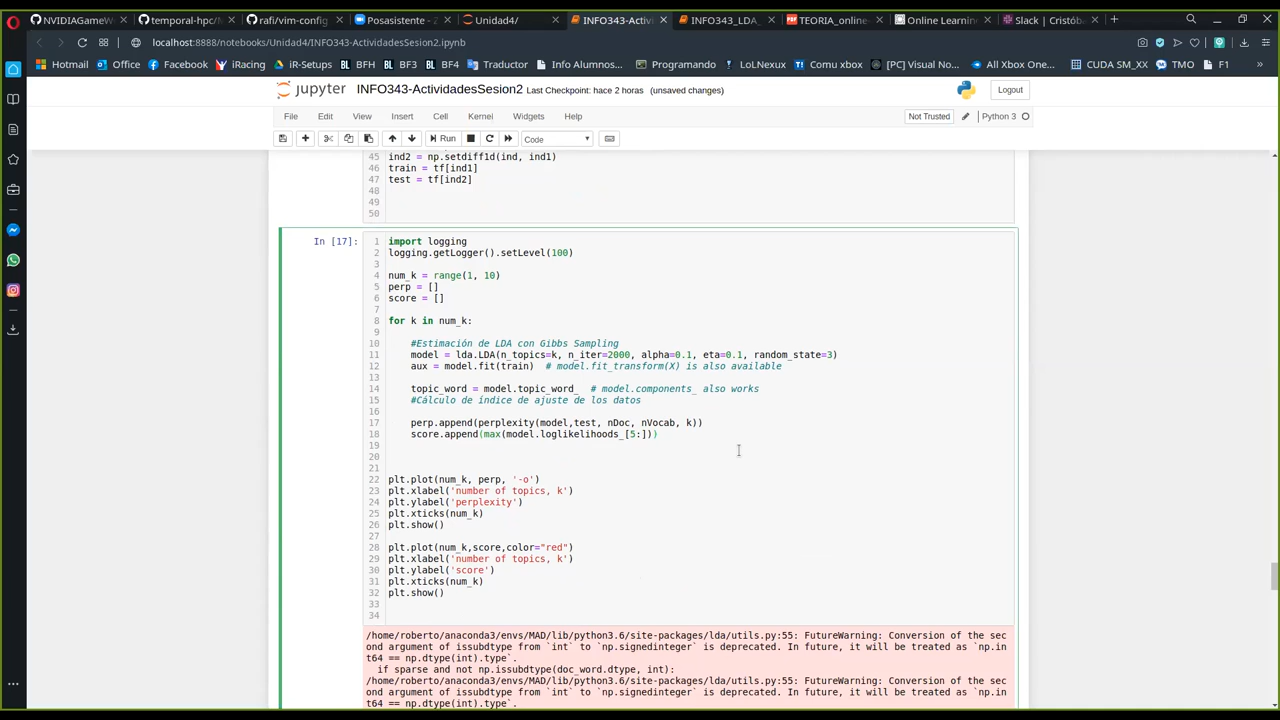 NVIDIAGameW
temporal-hpc/M
rafi/vim-config
Posasistente - 2
Unidad4/
INFO343-Activi
INFO343_LDA_
TEORIA_online-
Online Learning
Slack | Cristób
localhost:8888/notebooks/Unidad4/INFO343-ActividadesSesion2.ipynb
Hotmail
Office
Facebook
iRacing
iR-Setups
BL BFH
BL BF3
BL BF4
Traductor
Info Alumnos...
Programando
LoLNexus
Comu xbox
[PC] Visual No...
All Xbox One...
CUDA SM_XX
TMO
F1
jupyter INFO343-ActividadesSesion2 Last Checkpoint: hace 2 horas (unsaved changes)
Logout
File Edit View Insert Cell Kernel Widgets Help
Not Trusted
Python 3
Run
Code
45 ind2 = np.setdiff1d(ind, ind1)
46 train = tf[ind1]
47 test = tf[ind2]
48
49
50
In [17]:
1 import logging
2 logging.getLogger().setLevel(100)
3
4 num_k = range(1, 10)
5 perp = []
6 score = []
7
8 for k in num_k:
9
10 #Estimación de LDA con Gibbs Sampling
11 model = lda.LDA(n_topics=k, n_iter=2000, alpha=0.1, eta=0.1, random_state=3)
12 aux = model.fit(train) # model.fit_transform(X) is also available
13
14 topic_word = model.topic_word_ # model.components_ also works
15 #Cálculo de índice de ajuste de los datos
16
17 perp.append(perplexity(model,test, nDoc, nVocab, k))
18 score.append(max(model.loglikelihoods_[5:]))
19
20
21
22 plt.plot(num_k, perp, '-o')
23 plt.xlabel('number of topics, k')
24 plt.ylabel('perplexity')
25 plt.xticks(num_k)
26 plt.show()
27
28 plt.plot(num_k,score,color="red")
29 plt.xlabel('number of topics, k')
30 plt.ylabel('score')
31 plt.xticks(num_k)
32 plt.show()
33
34
/home/roberto/anaconda3/envs/MAD/lib/python3.6/site-packages/lda/utils.py:55: FutureWarning: Conversion of the sec
ond argument of issubdtype from `int` to `np.signedinteger` is deprecated. In future, it will be treated as `np.in
t64 == np.dtype(int).type`.
if sparse and not np.issubdtype(doc_word.dtype, int):
/home/roberto/anaconda3/envs/MAD/lib/python3.6/site-packages/lda/utils.py:55: FutureWarning: Conversion of the sec
ond argument of issubdtype from `int` to `np.signedinteger` is deprecated. In future, it will be treated as `np.in
t64 == np.dtype(int).type`.